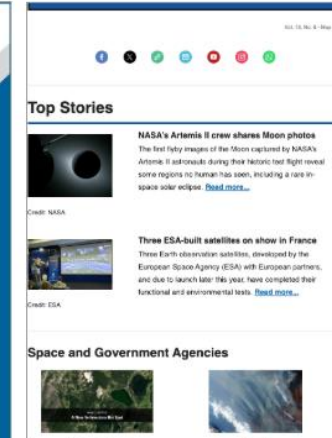 Top Stories
NASA's Artemis II crew shares Moon photos
The first flyby images of the Moon captured by NASA's
Artemis II astronauts during their historic test flight reveal
some regions no human has seen, including a rare in-
space solar eclipse. Read more...
Credit: NASA
Three ESA-built satellites on show in France
Three Earth observation satellites, developed by the
European Space Agency (ESA) with European partners,
and due to launch later this year, have completed their
functional and environmental tests. Read more...
Credit: ESA
Space and Government Agencies